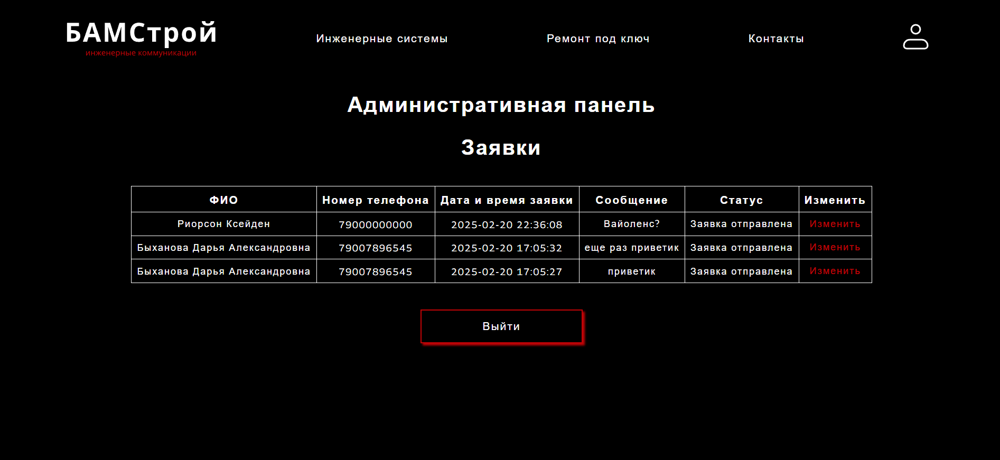 БАМСтрой
инженерные коммуникации
Инженерные системы
Ремонт под ключ
Контакты
Административная панель
Заявки
ФИО Номер телефона Дата и время заявки Сообщение Статус Изменить
Риорсон Ксейден 79000000000 2025-02-20 22:36:08 Вайоленс? Заявка отправлена Изменить
Быханова Дарья Александровна 79007896545 2025-02-20 17:05:32 еще раз приветик Заявка отправлена Изменить
Быханова Дарья Александровна 79007896545 2025-02-20 17:05:27 приветик Заявка отправлена Изменить
Выйти